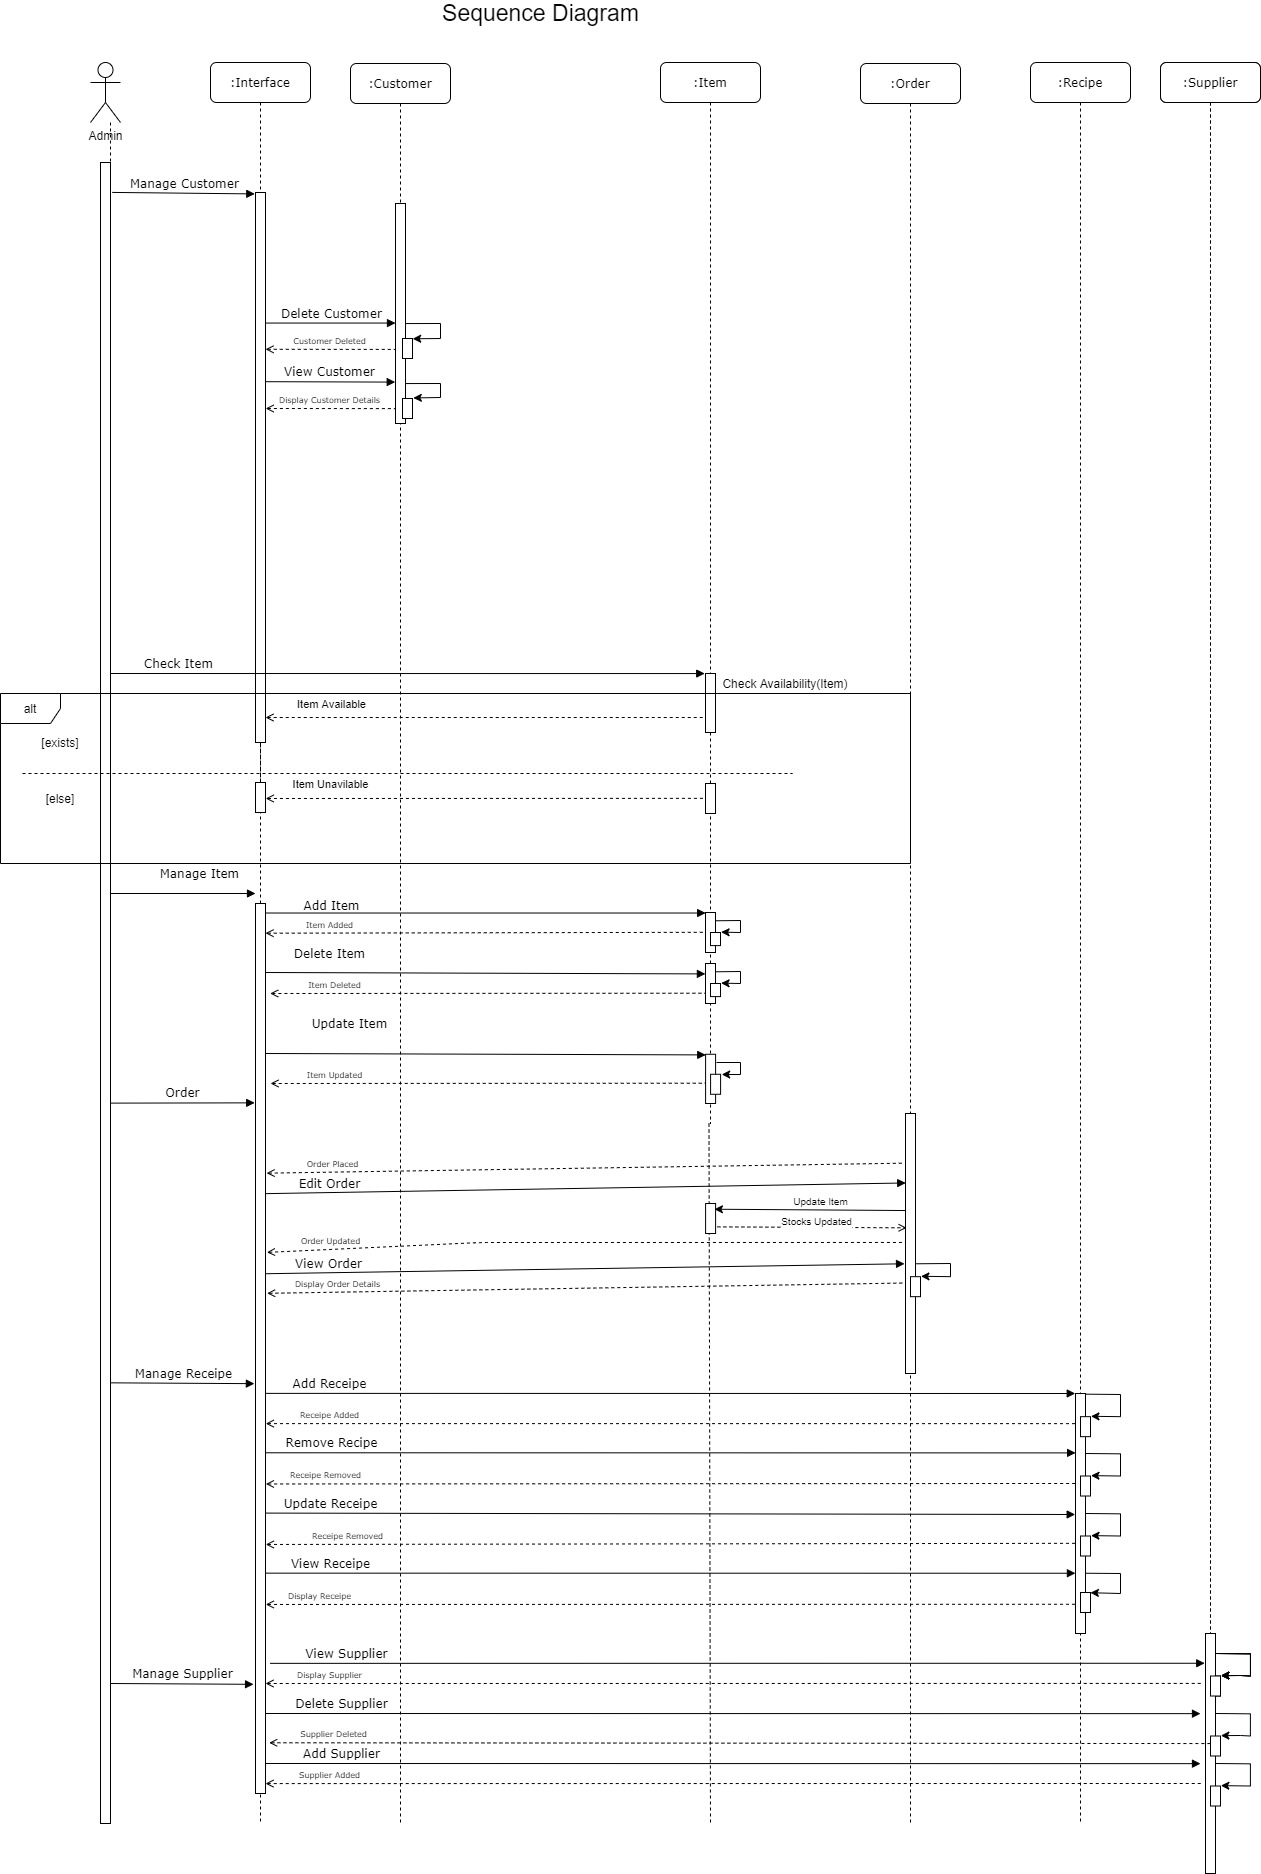 Sequence Diagram
:Interface
:Customer
:Item
:Order
:Recipe
:Supplier
Admin
Manage Customer
Delete Customer
Customer Deleted
View Customer
Display Customer Details
Check Item
Check Availability(Item)
alt
Item Available
[exists]
Item Unavilable
[else]
Manage Item
Add Item
Item Added
Delete Item
Item Deleted
Update Item
Item Updated
Order
Order Placed
Edit Order
Update Item
Stocks Updated
Order Updated
View Order
Display Order Details
Manage Receipe
Add Receipe
Receipe Added
Remove Recipe
Receipe Removed
Update Receipe
Receipe Removed
View Receipe
Display Receipe
View Supplier
Manage Supplier
Display Supplier
Delete Supplier
Supplier Deleted
Add Supplier
Supplier Added